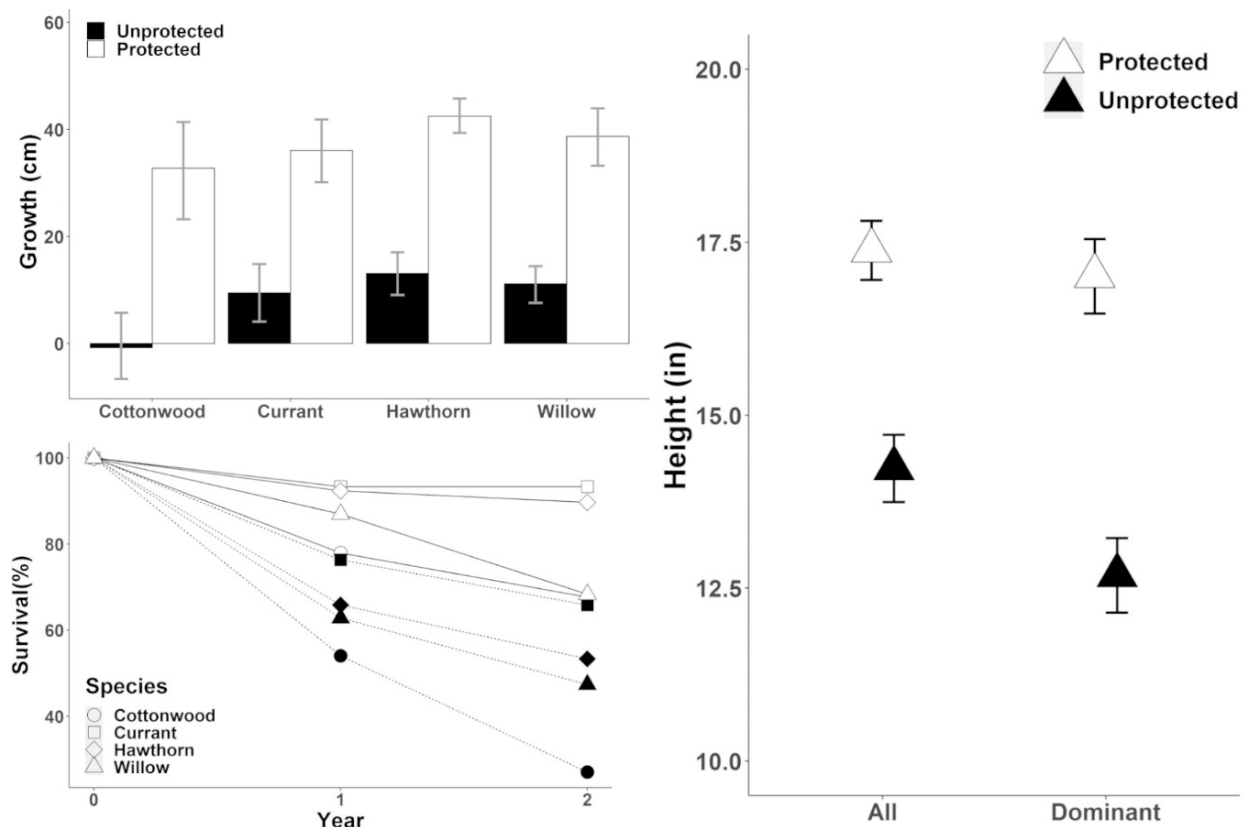 60
40
20
0
Growth (cm)
Unprotected
Protected
Cottonwood Currant Hawthorn Willow
100
80
60
40
Survival(%)
Species
Cottonwood
Currant
Hawthorn
Willow
0 1 2
Year
20.0
17.5
15.0
12.5
10.0
Height (in)
Protected
Unprotected
All Dominant